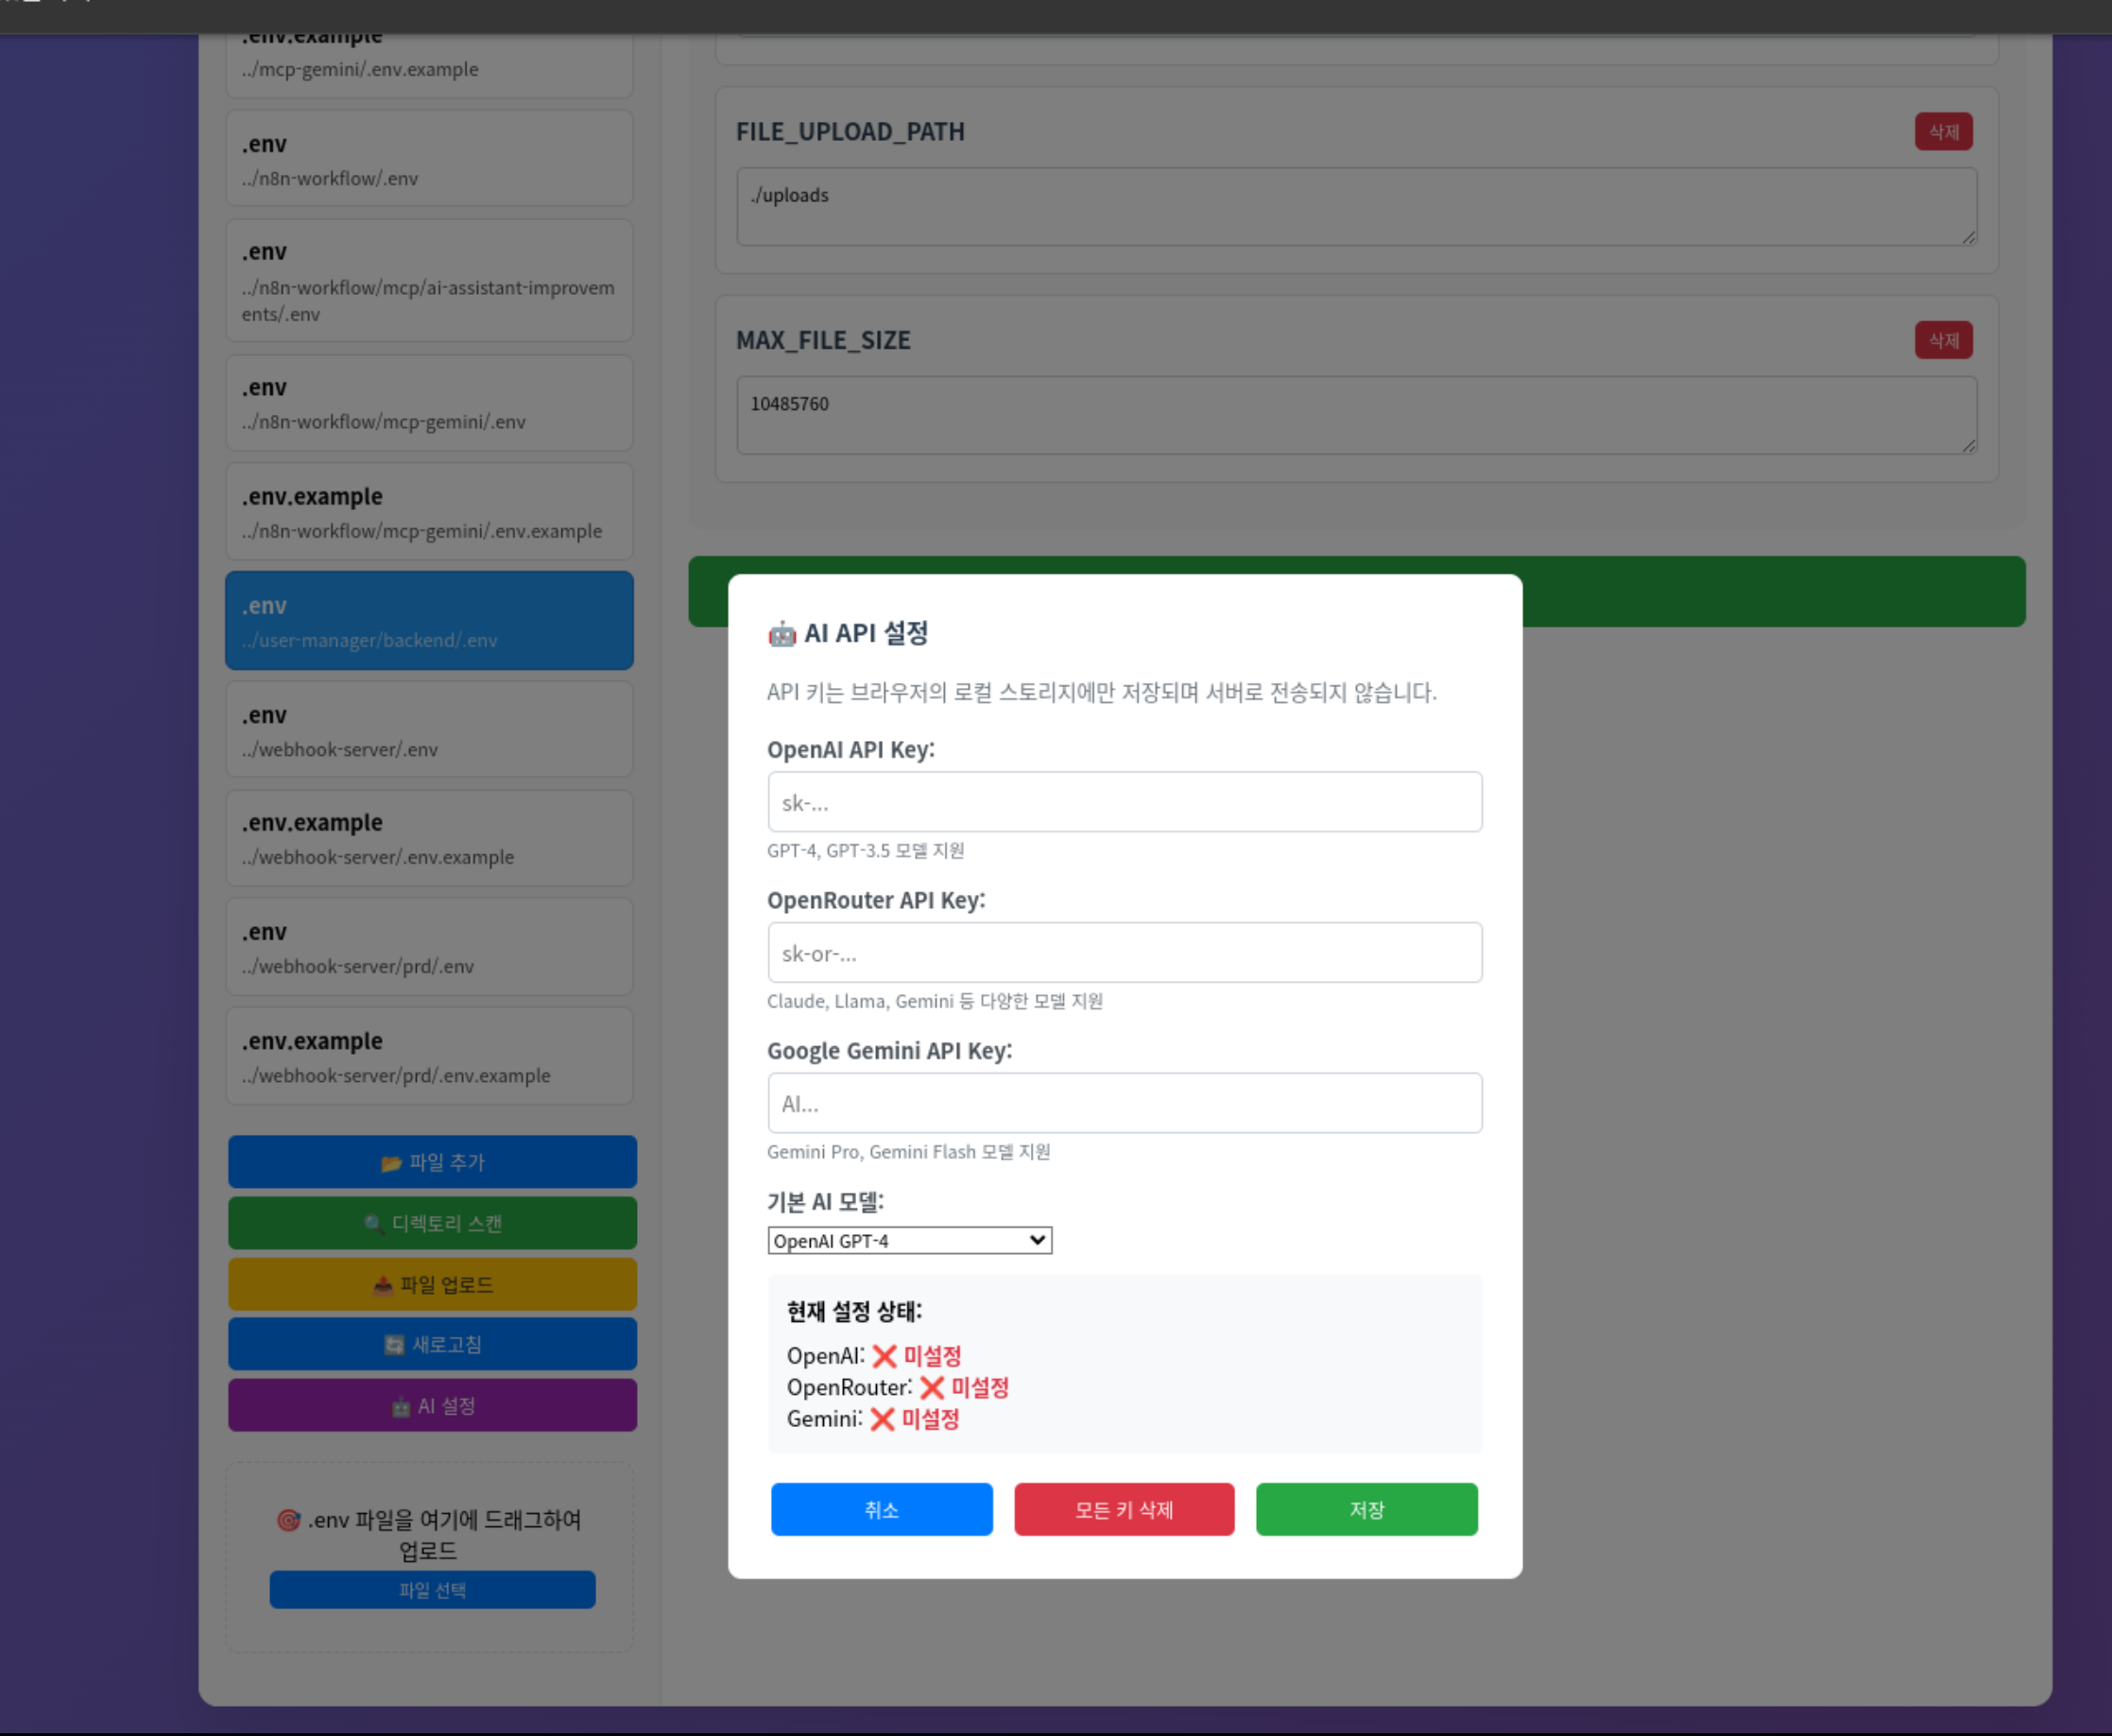 .env.example
../mcp-gemini/.env.example
.env
../n8n-workflow/.env
.env
../n8n-workflow/mcp/ai-assistant-improvem
ents/.env
.env
../n8n-workflow/mcp-gemini/.env
.env.example
../n8n-workflow/mcp-gemini/.env.example
.env
../user-manager/backend/.env
.env
../webhook-server/.env
.env.example
../webhook-server/.env.example
.env
../webhook-server/prd/.env
.env.example
../webhook-server/prd/.env.example
📂 파일 추가
🔍 디렉토리 스캔
📤 파일 업로드
🔄 새로고침
🤖 AI 설정
🎯 .env 파일을 여기에 드래그하여
업로드
파일 선택
FILE_UPLOAD_PATH
삭제
./uploads
MAX_FILE_SIZE
삭제
10485760
🤖 AI API 설정
API 키는 브라우저의 로컬 스토리지에만 저장되며 서버로 전송되지 않습니다.
OpenAI API Key:
sk-...
GPT-4, GPT-3.5 모델 지원
OpenRouter API Key:
sk-or-...
Claude, Llama, Gemini 등 다양한 모델 지원
Google Gemini API Key:
AI...
Gemini Pro, Gemini Flash 모델 지원
기본 AI 모델:
OpenAI GPT-4
현재 설정 상태:
OpenAI: ❌ 미설정
OpenRouter: ❌ 미설정
Gemini: ❌ 미설정
취소
모든 키 삭제
저장